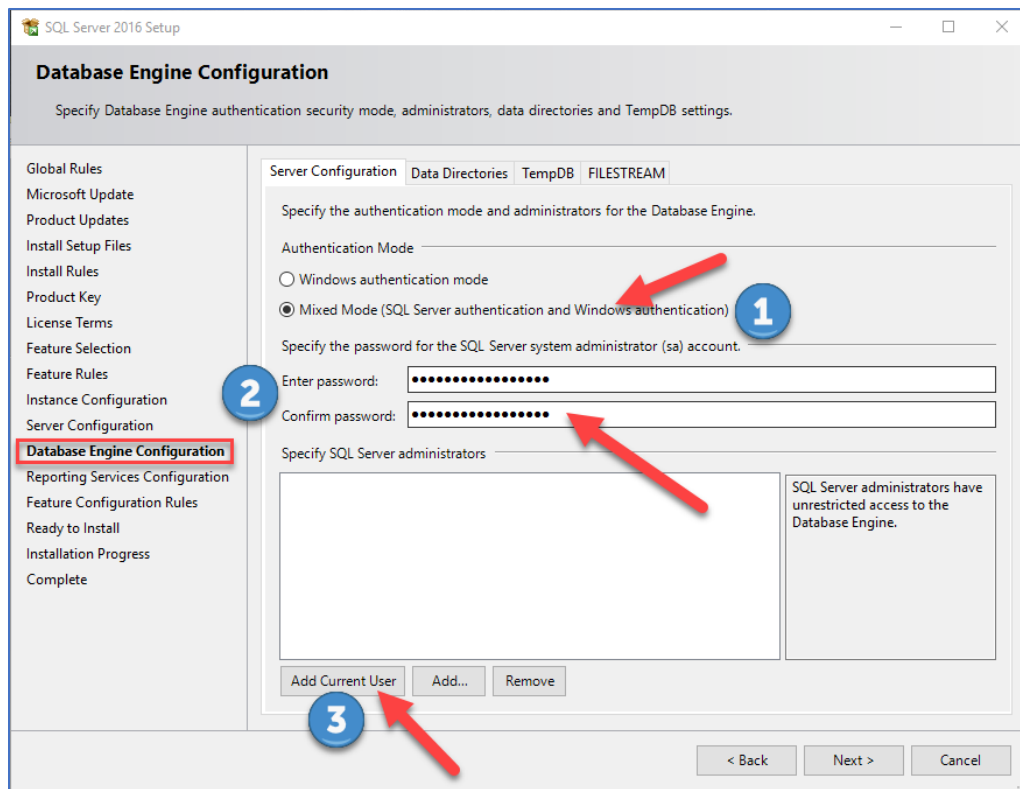 SQL Server 2016 Setup
Database Engine Configuration
Specify Database Engine authentication security mode, administrators, data directories and TempDB settings.
Global Rules
Microsoft Update
Product Updates
Install Setup Files
Install Rules
Product Key
License Terms
Feature Selection
Feature Rules
Instance Configuration
Server Configuration
Database Engine Configuration
Reporting Services Configuration
Feature Configuration Rules
Ready to Install
Installation Progress
Complete
Server Configuration Data Directories TempDB FILESTREAM
Specify the authentication mode and administrators for the Database Engine.
Authentication Mode
Windows authentication mode
Mixed Mode (SQL Server authentication and Windows authentication)
1
Specify the password for the SQL Server system administrator (sa) account.
2
Enter password: •••••••••••••••••
Confirm password: •••••••••••••••••
Specify SQL Server administrators
SQL Server administrators have
unrestricted access to the
Database Engine.
Add Current User Add... Remove
3
< Back Next > Cancel